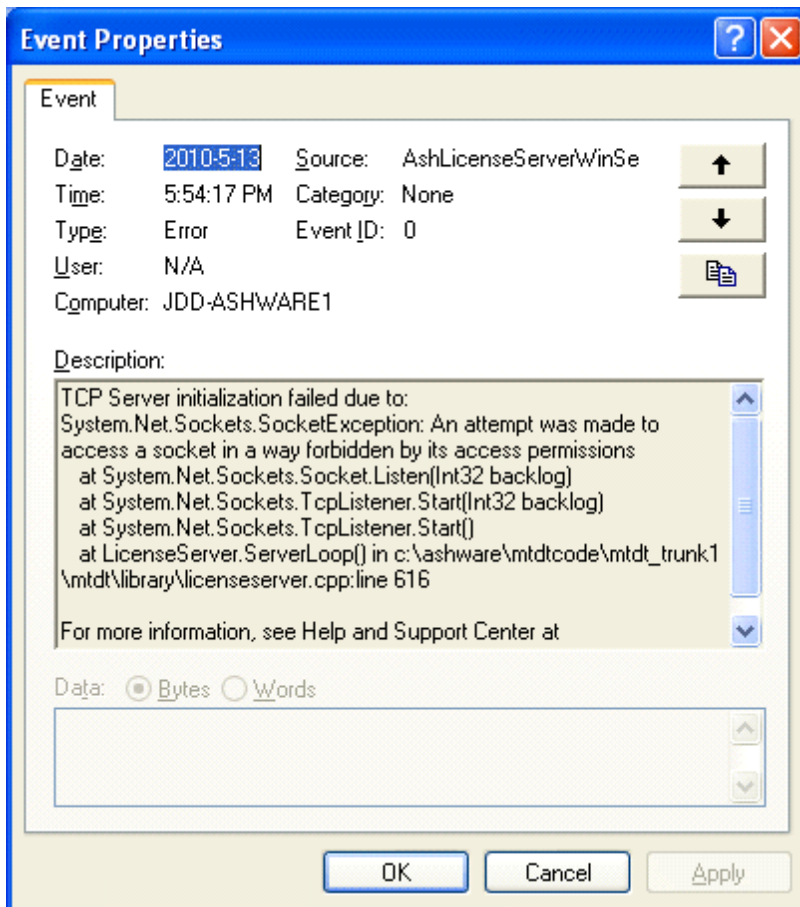 Event Properties
Event
Date: 2010-5-13 Source: AshLicenseServerWinSe
Time: 5:54:17 PM Category: None
Type: Error Event ID: 0
User: N/A
Computer: JDD-ASHWARE1
Description:
TCP Server initialization failed due to:
System.Net.Sockets.SocketException: An attempt was made to
access a socket in a way forbidden by its access permissions
at System.Net.Sockets.Socket.Listen(Int32 backlog)
at System.Net.Sockets.TcpListener.Start(Int32 backlog)
at System.Net.Sockets.TcpListener.Start()
at LicenseServer.ServerLoop() in c:\ashware\mtdtcode\mtdt_trunk1
\mtdt\library\licenseserver.cpp:line 616
For more information, see Help and Support Center at
Data: Bytes Words
OK Cancel Apply